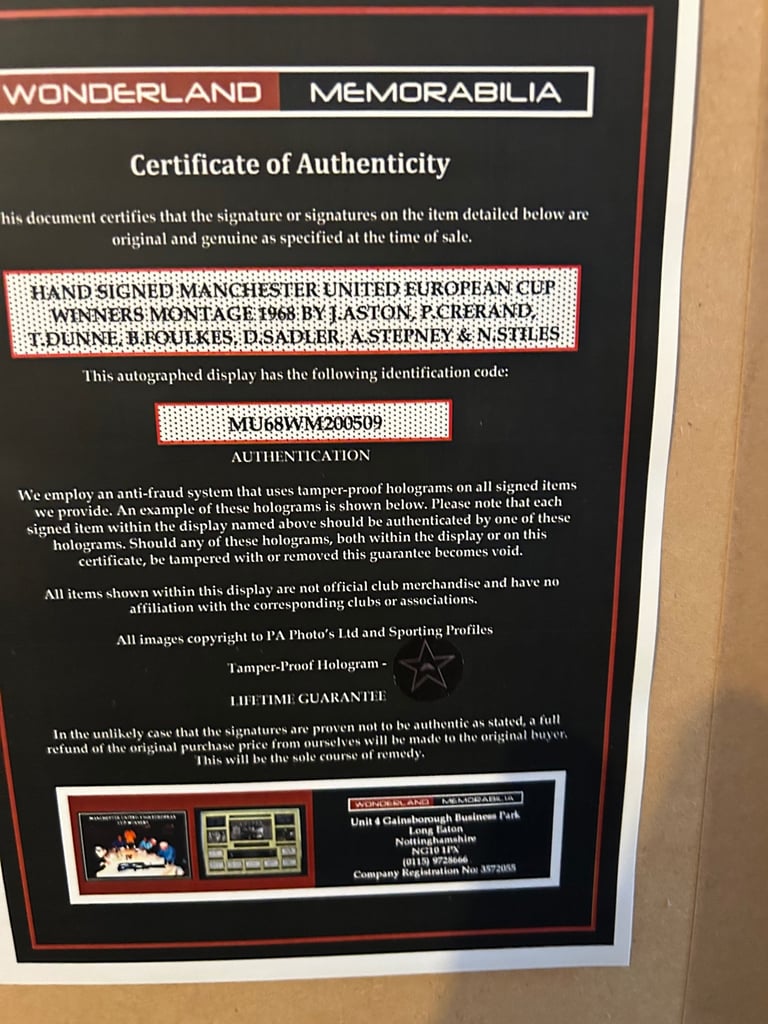 WONDERLAND MEMORABILIA
Certificate of Authenticity
his document certifies that the signature or signatures on the item detailed below are
original and genuine as specified at the time of sale.
HAND SIGNED MANCHESTER UNITED EUROPEAN CUP
WINNERS MONTAGE 1968 BY J.ASTON, P.CRERAND,
T.DUNNE, B.FOULKES, D.SADLER, A.STEPNEY & N.STILES
This autographed display has the following identification code:
MU68WM200509
AUTHENTICATION
We employ an anti-fraud system that uses tamper-proof holograms on all signed items
we provide. An example of these holograms is shown below. Please note that each
signed item within the display named above should be authenticated by one of these
holograms. Should any of these holograms, both within the display or on this
certificate, be tampered with or removed this guarantee becomes void.
All items shown within this display are not official club merchandise and have no
affiliation with the corresponding clubs or associations.
All images copyright to PA Photo's Ltd and Sporting Profiles
Tamper-Proof Hologram -
LIFETIME GUARANTEE
In the unlikely case that the signatures are proven not to be authentic as stated, a full
refund of the original purchase price from ourselves will be made to the original buyer.
This will be the sole course of remedy.
MANCHESTER UNITED EUROPEAN
CUP WINNERS
WONDERLAND MEMORABILIA
Unit 4 Gainsborough Business Park
Long Eaton
Nottinghamshire
NG10 1PX
(0115) 9728666
Company Registration No: 3572055